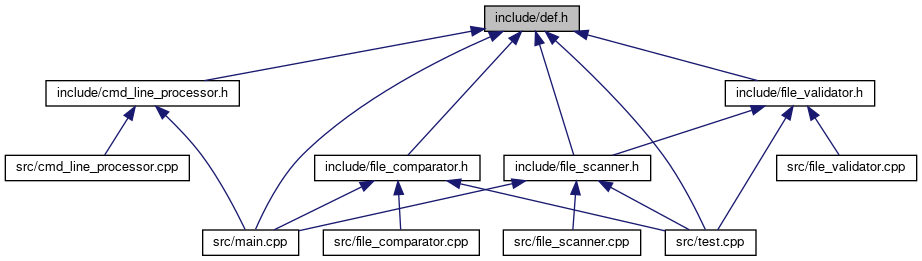 include/def.h
include/cmd_line_processor.h
include/file_validator.h
src/cmd_line_processor.cpp
include/file_comparator.h
include/file_scanner.h
src/file_validator.cpp
src/main.cpp
src/file_comparator.cpp
src/file_scanner.cpp
src/test.cpp